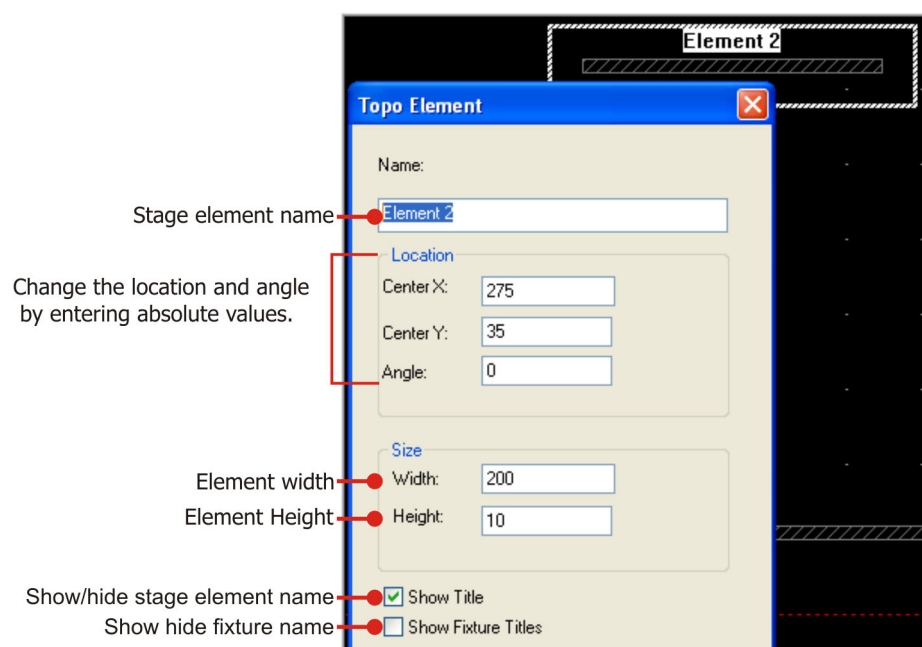 Element 2
Topo Element
Name:
Stage element name
Element 2
Location
Change the location and angle
by entering absolute values.
Center X:
275
Center Y:
35
Angle:
0
Size
Element width
Width:
200
Element Height
Height:
10
Show/hide stage element name
Show Title
Show hide fixture name
Show Fixture Titles